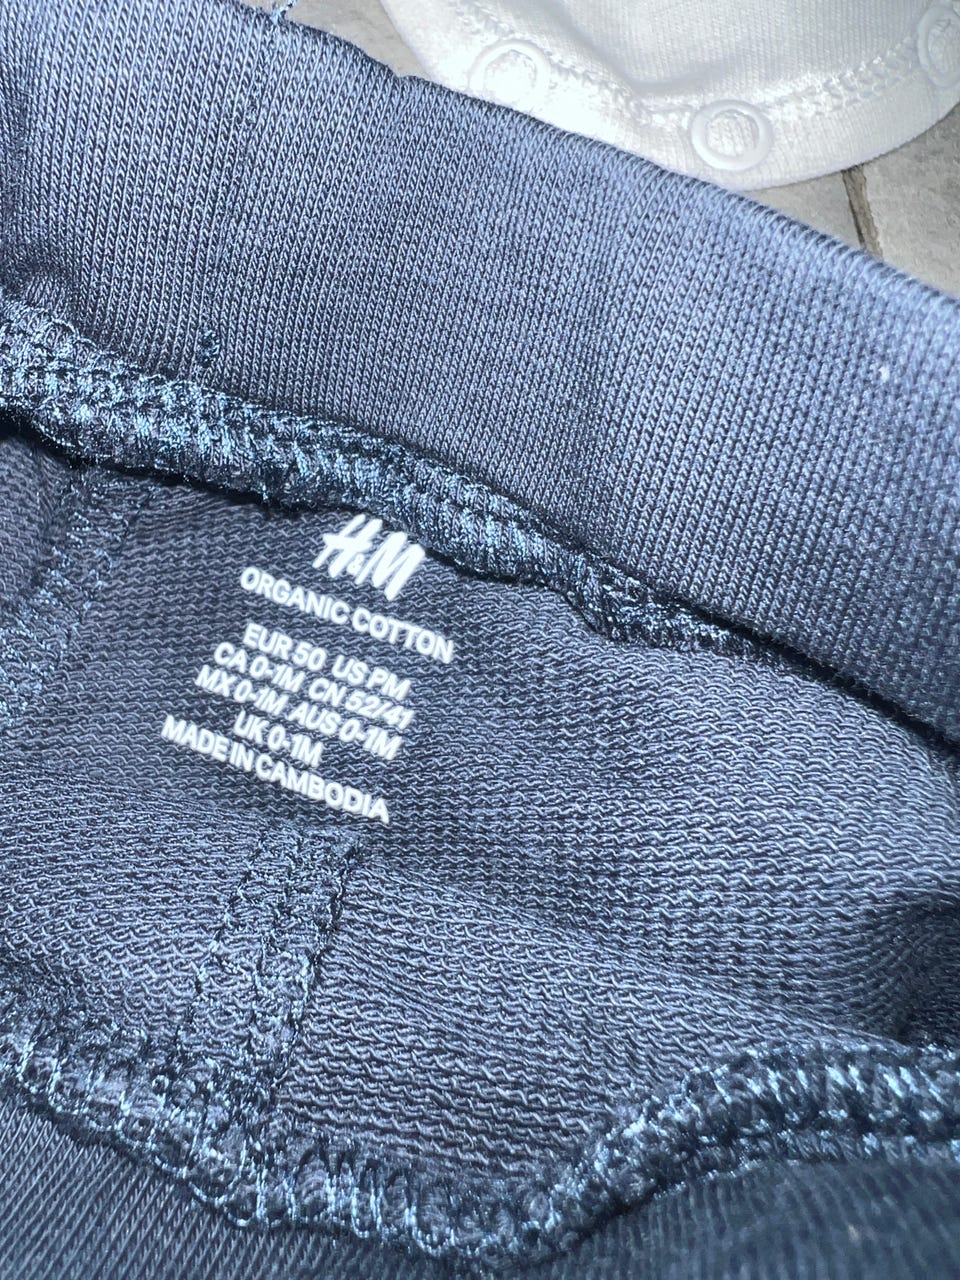 H&M
ORGANIC COTTON
EUR 50 US PM
CA 0-1M CN 52/41
MX 0-1M AUS 0-1M
UK 0-1M
MADE IN CAMBODIA